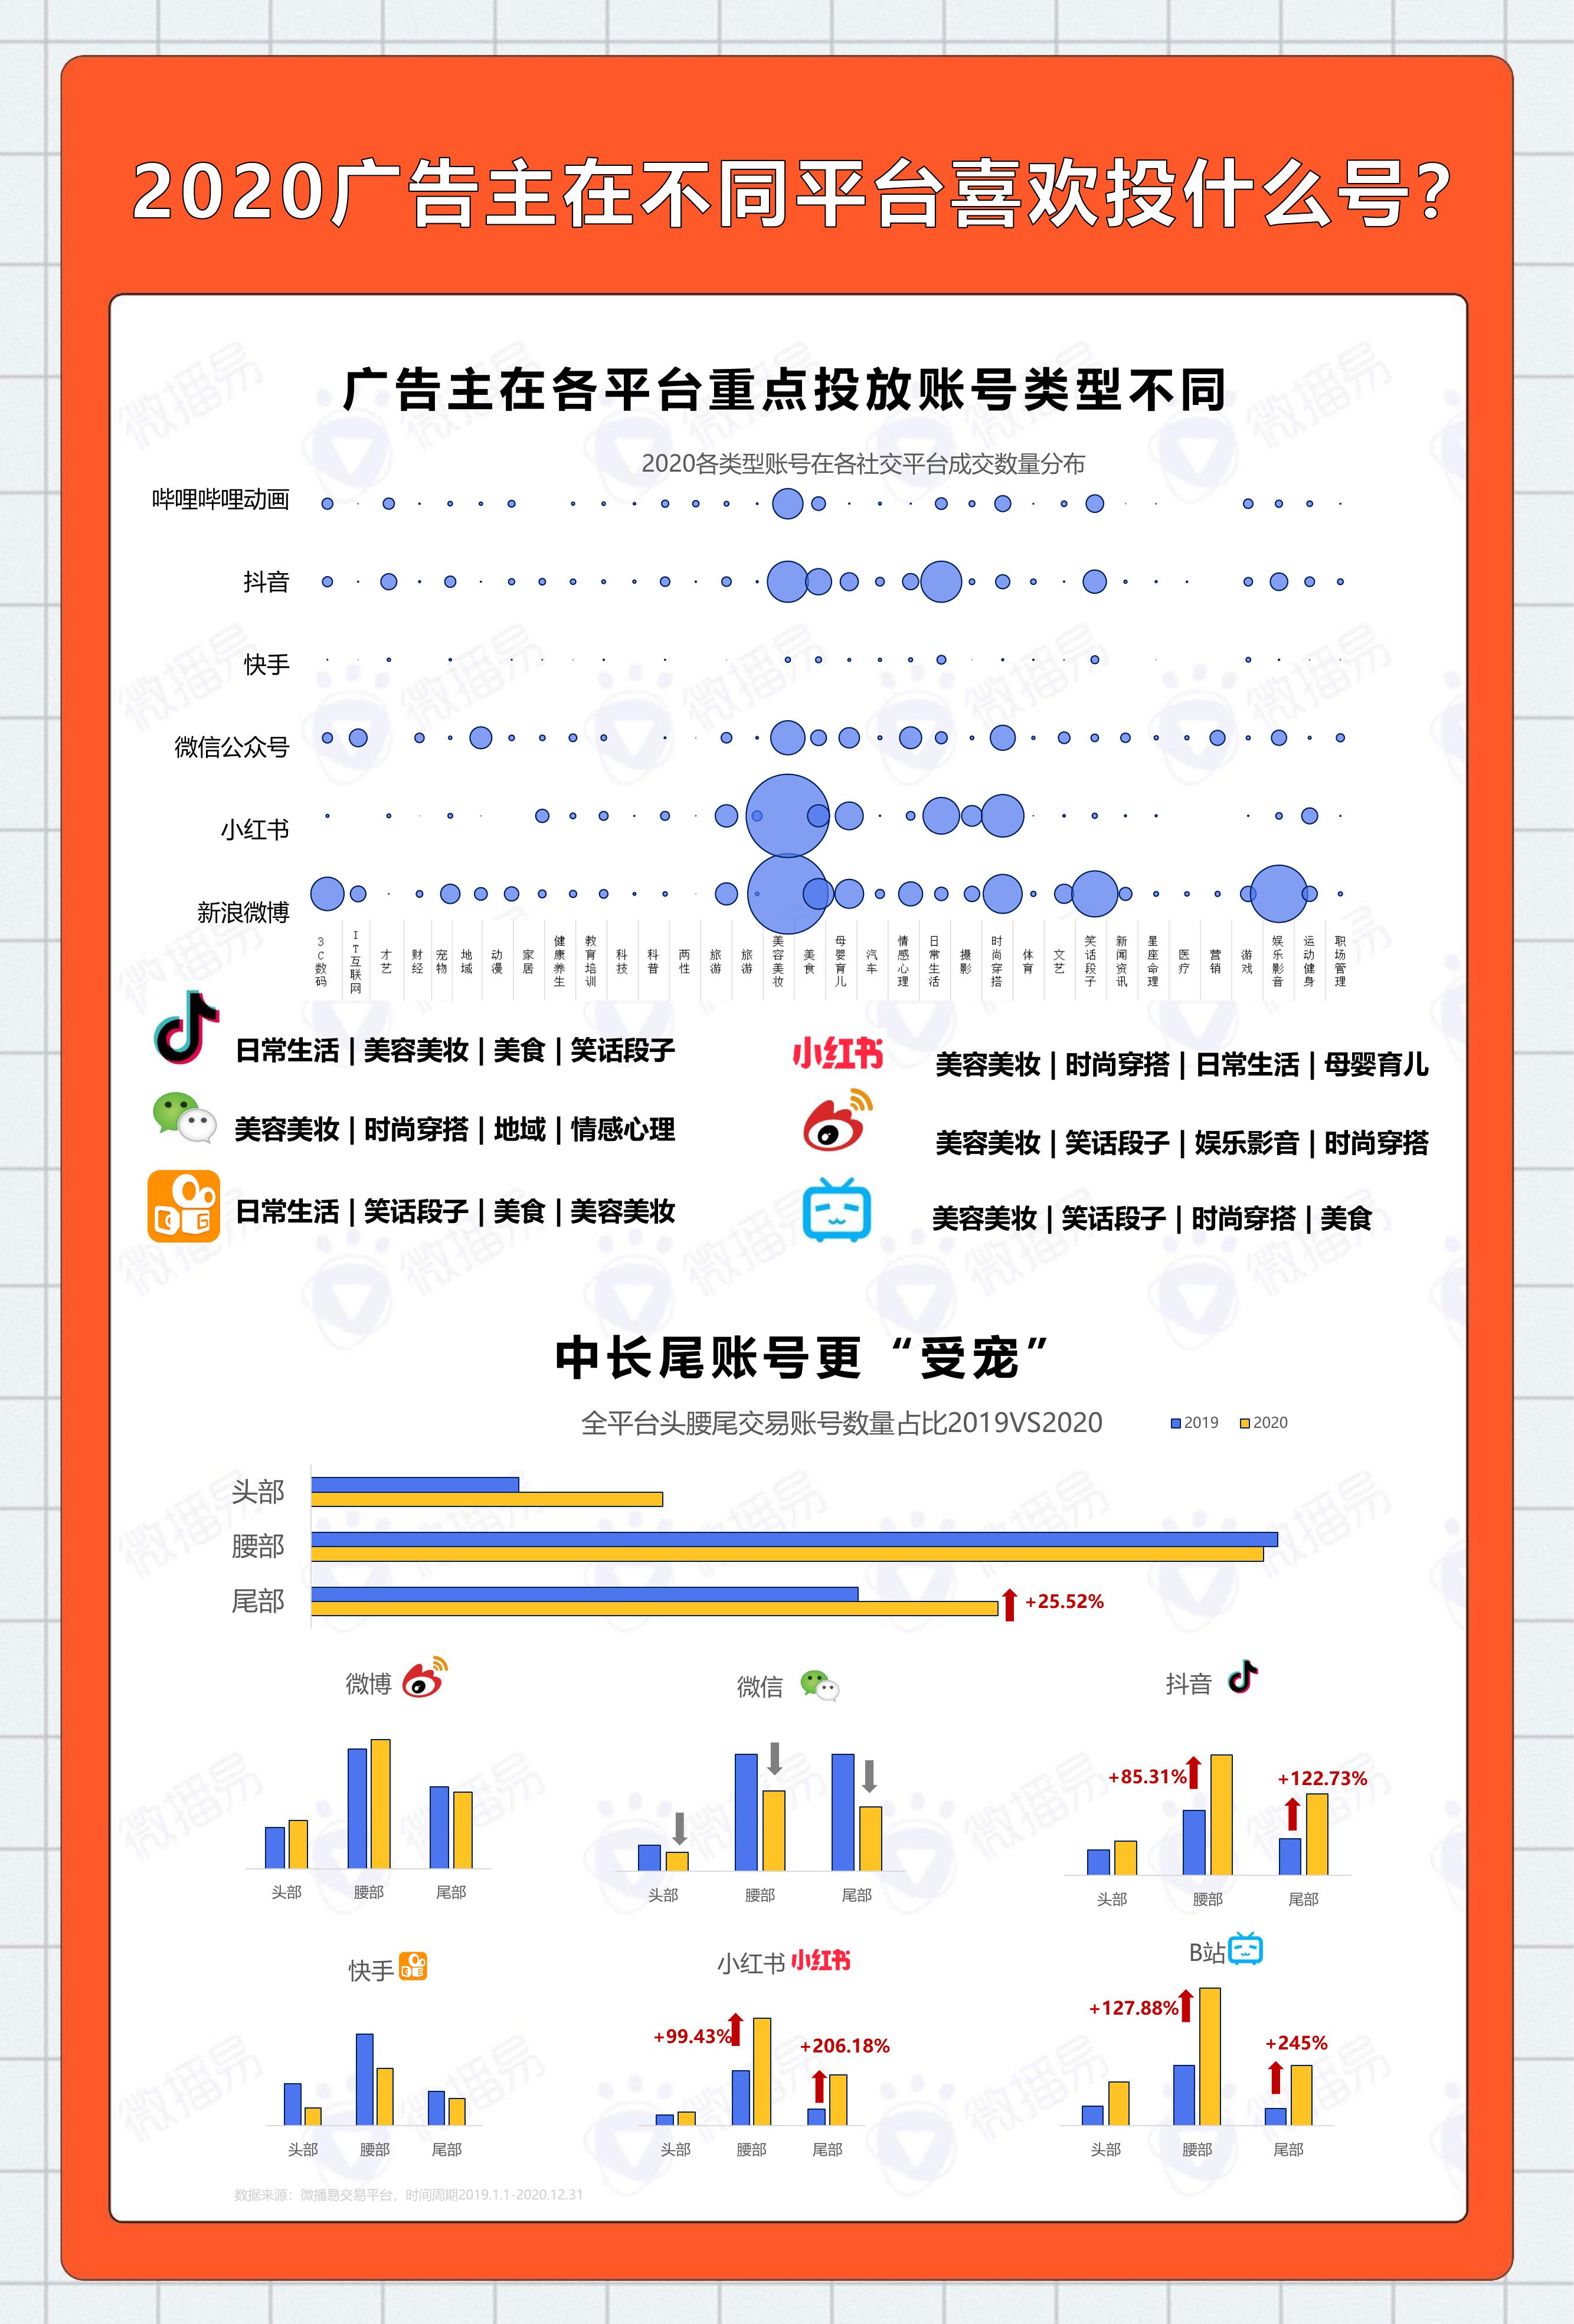 2020广告主在不同平台喜欢投什么号?
广告主在各平台重点投放账号类型不同
2020各类型账号在各社交平台成交数量分布
哔哩哔哩动画
抖音
快手
微信公众号
小红书
新浪微博
3C数码
IT互联网
才艺
财经
宠物
地域
动漫
家居
健康养生
教育培训
科技
科普
两性
旅游
旅游
美容美妆
美食
母婴育儿
汽车
情感心理
日常生活
摄影
时尚穿搭
体育
文艺
笑话段子
新闻资讯
星座命理
医疗
营销
游戏
娱乐影音
运动健身
职场管理
日常生活 | 美容美妆 | 美食 | 笑话段子
小红书
美容美妆 | 时尚穿搭 | 日常生活 | 母婴育儿
美容美妆 | 时尚穿搭 | 地域 | 情感心理
美容美妆 | 笑话段子 | 娱乐影音 | 时尚穿搭
日常生活 | 笑话段子 | 美食 | 美容美妆
美容美妆 | 笑话段子 | 时尚穿搭 | 美食
中长尾账号更“受宠”
全平台头腰尾交易账号数量占比2019VS2020
2019 2020
头部
腰部
尾部
+25.52%
微博
微信
抖音
+85.31%
+122.73%
头部 腰部 尾部
头部 腰部 尾部
头部 腰部 尾部
快手
小红书 小红书
B站
+99.43%
+206.18%
+127.88%
+245%
头部 腰部 尾部
头部 腰部 尾部
头部 腰部 尾部
数据来源：微播易交易平台，时间周期2019.1.1-2020.12.31
微播易